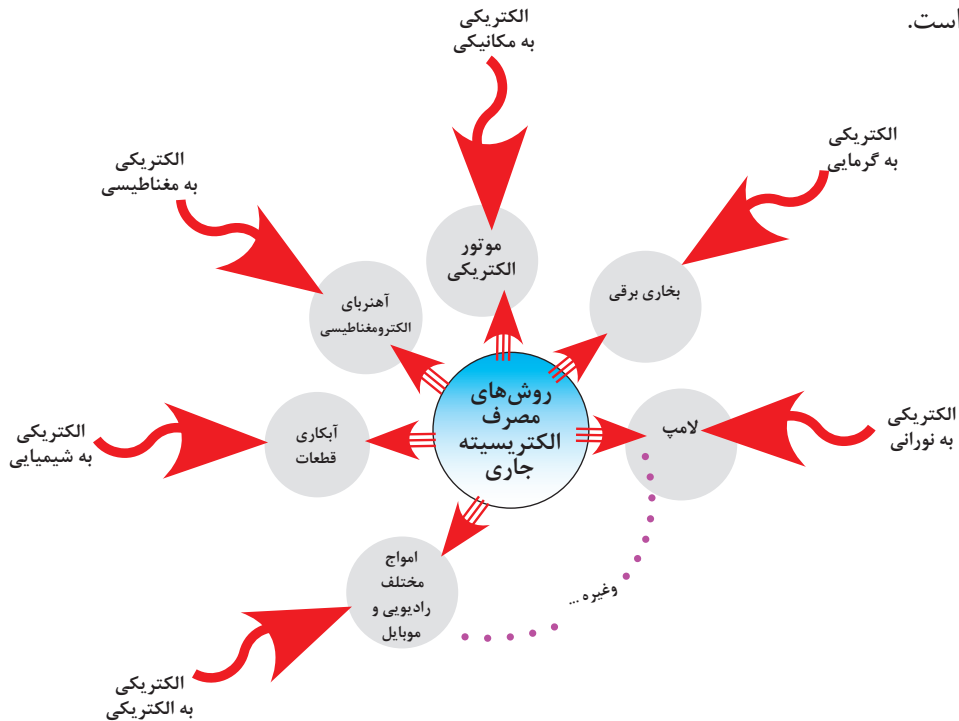 است.
الکتریکی
به مکانیکی
الکتریکی
به گرمایی
الکتریکی
به مغناطیسی
موتور
الکتریکی
بخاری برقی
آهنربای
الکترومغناطیسی
روش‌های
مصرف
الکتریسیته
جاری
لامپ
الکتریکی
به نورانی
آبکاری
قطعات
الکتریکی
به شیمیایی
امواج
مختلف
رادیویی و
موبایل
وغیره ...
الکتریکی
به الکتریکی